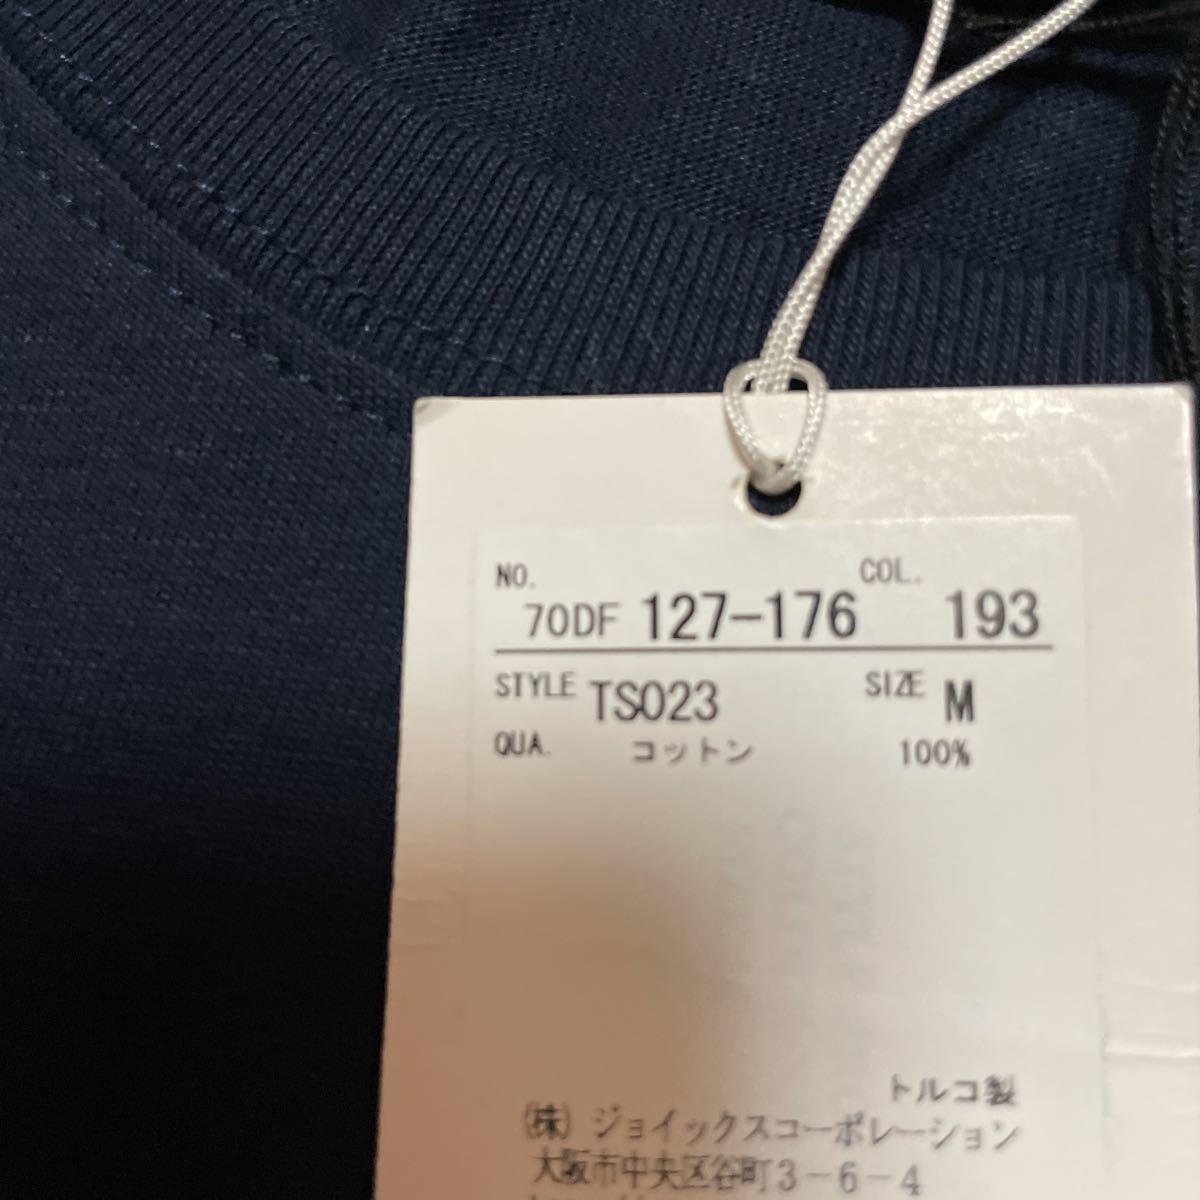 NO. 70DF 127-176 COL. 193
STYLE TS023 SIZE M
QUA. コットン 100%
トルコ製
㈱ ジョイックスコーポレーション
大阪市中央区谷町3-6-4